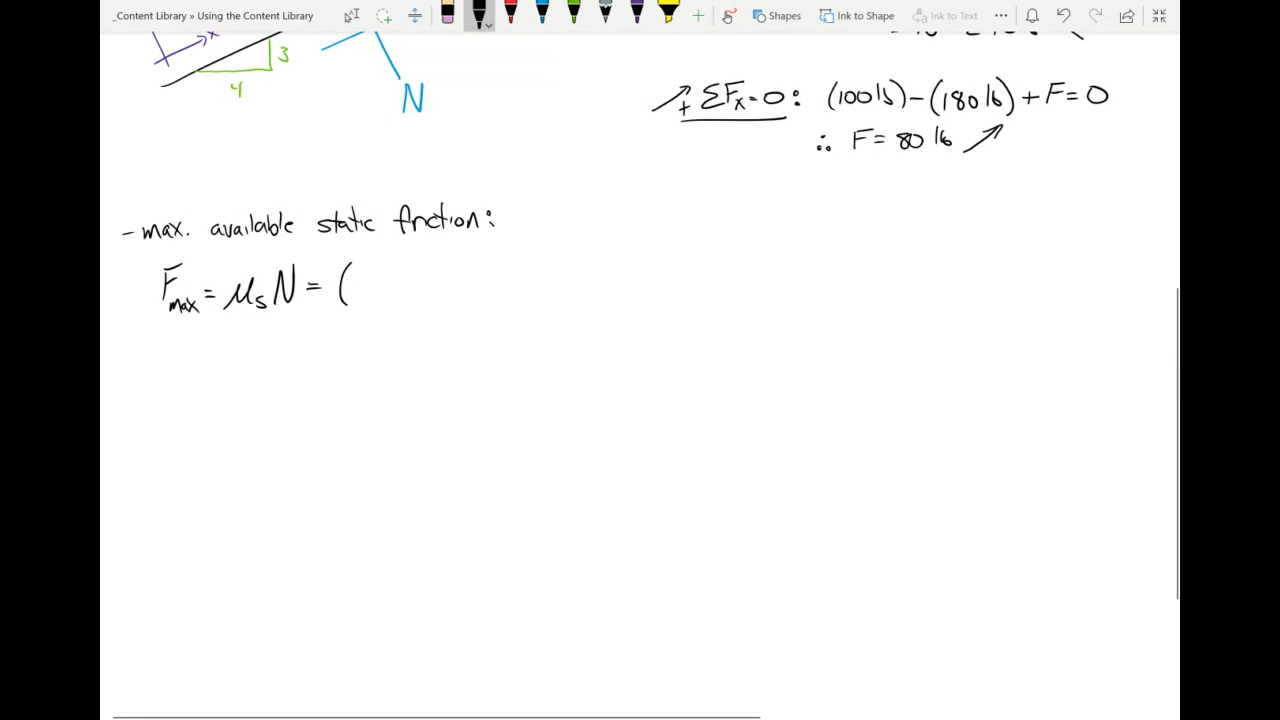 _Content Library » Using the Content Library
Shapes
Ink to Shape
Ink to Text
x
3
4
N
ΣFx=0: (100 lb) - (180 lb) + F = 0
∴ F = 80 lb
- max. available static friction:
Fmax = μsN = (